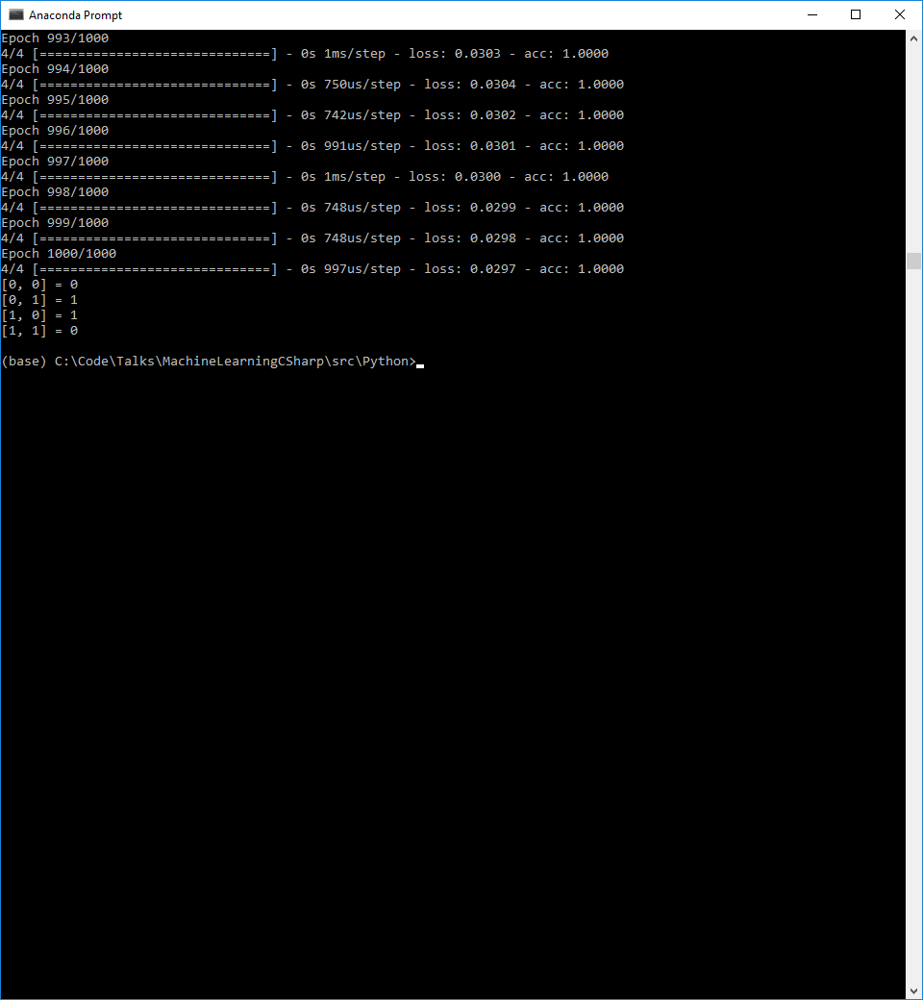 Anaconda Prompt
Epoch 993/1000
4/4 [==============================] - 0s 1ms/step - loss: 0.0303 - acc: 1.0000
Epoch 994/1000
4/4 [==============================] - 0s 750us/step - loss: 0.0304 - acc: 1.0000
Epoch 995/1000
4/4 [==============================] - 0s 742us/step - loss: 0.0302 - acc: 1.0000
Epoch 996/1000
4/4 [==============================] - 0s 991us/step - loss: 0.0301 - acc: 1.0000
Epoch 997/1000
4/4 [==============================] - 0s 1ms/step - loss: 0.0300 - acc: 1.0000
Epoch 998/1000
4/4 [==============================] - 0s 748us/step - loss: 0.0299 - acc: 1.0000
Epoch 999/1000
4/4 [==============================] - 0s 748us/step - loss: 0.0298 - acc: 1.0000
Epoch 1000/1000
4/4 [==============================] - 0s 997us/step - loss: 0.0297 - acc: 1.0000
[0, 0] = 0
[0, 1] = 1
[1, 0] = 1
[1, 1] = 0
(base) C:\Code\Talks\MachineLearningCSharp\src\Python>